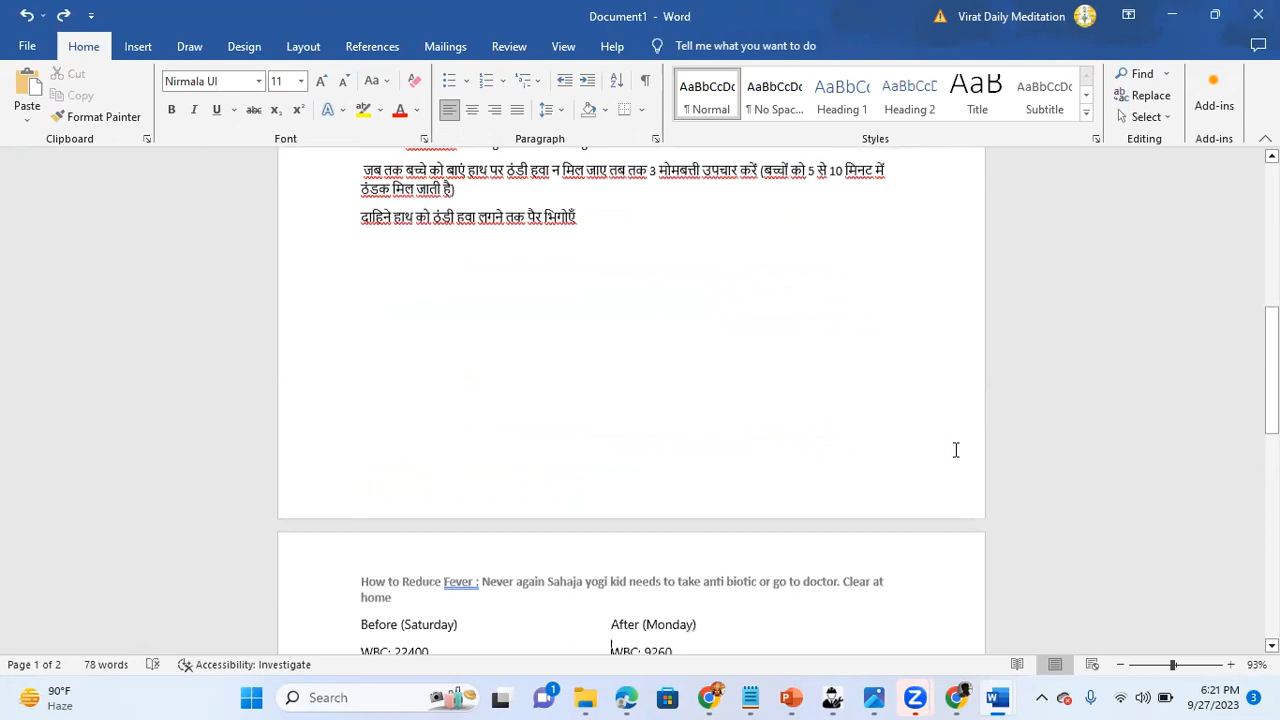 Document1 - Word
Virat Daily Meditation
File Home Insert Draw Design Layout References Mailings Review View Help Tell me what you want to do
Paste
Cut
Copy
Format Painter
Clipboard
Nirmala UI 11
Font
Paragraph
AaBbCcDc AaBbCcDc AaBbC AaBbCc AaB AaBbCcD
¶ Normal ¶ No Spac... Heading 1 Heading 2 Title Subtitle
Styles
Find
Replace
Select
Editing
Add-ins
Add-ins
जब तक बच्चे को बाएं हाथ पर ठंडी हवा न मिल जाए तब तक 3 मोमबत्ती उपचार करें (बच्चों को 5 से 10 मिनट में
ठंडक मिल जाती है)
दाहिने हाथ को ठंडी हवा लगने तक पैर भिगोएँ
How to Reduce Fever : Never again Sahaja yogi kid needs to take anti biotic or go to doctor. Clear at
home
Before (Saturday) After (Monday)
WBC: 22400 WBC: 9260
Page 1 of 2 78 words Accessibility: Investigate 93%
90°F
Haze
Search
1
6:21 PM
9/27/2023
3